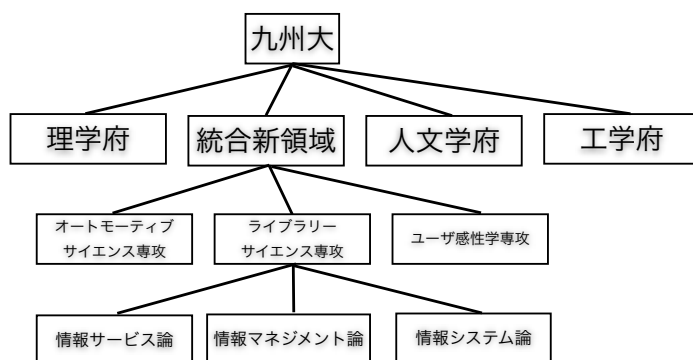 九州大
理学府
統合新領域
人文学府
工学府
オートモーティブ
サイエンス専攻
ライブラリー
サイエンス専攻
ユーザ感性学専攻
情報サービス論
情報マネジメント論
情報システム論